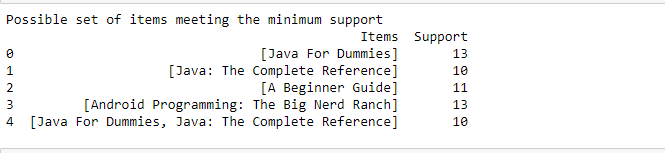 Possible set of items meeting the minimum support
Items Support
0 [Java For Dummies] 13
1 [Java: The Complete Reference] 10
2 [A Beginner Guide] 11
3 [Android Programming: The Big Nerd Ranch] 13
4 [Java For Dummies, Java: The Complete Reference] 10